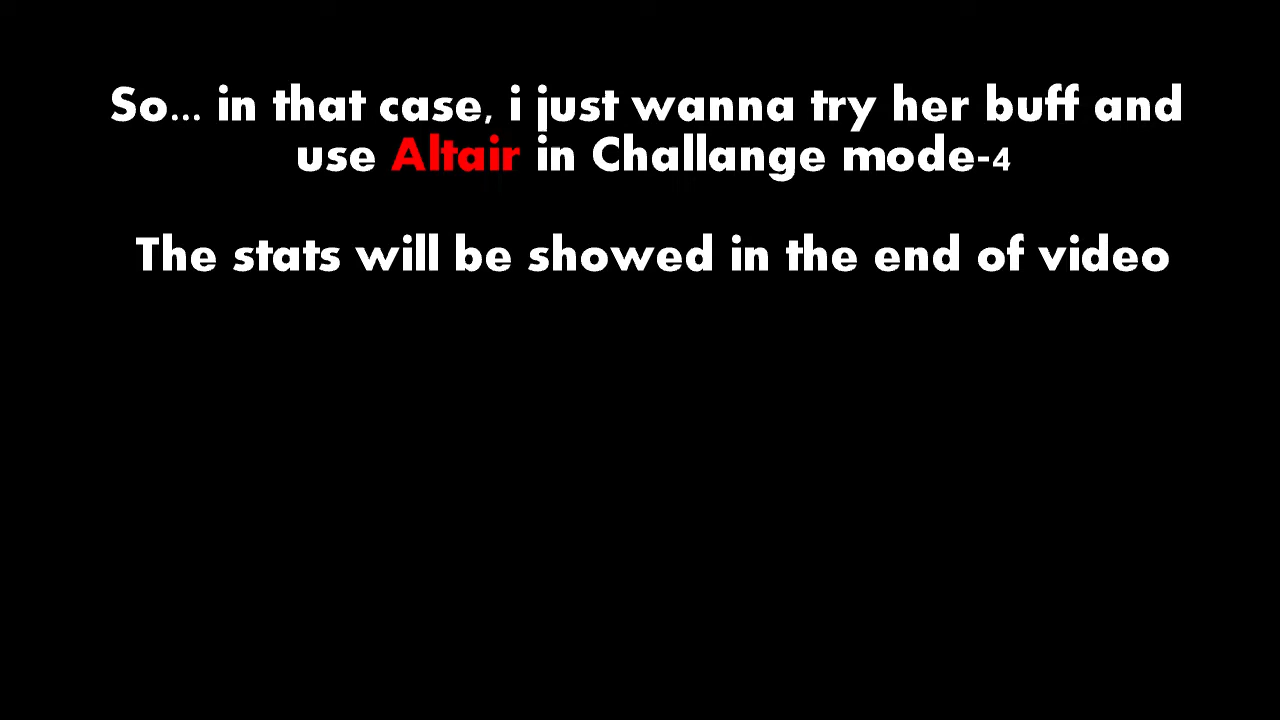 So... in that case, i just wanna try her buff and
use Altair in Challange mode-4
The stats will be showed in the end of video